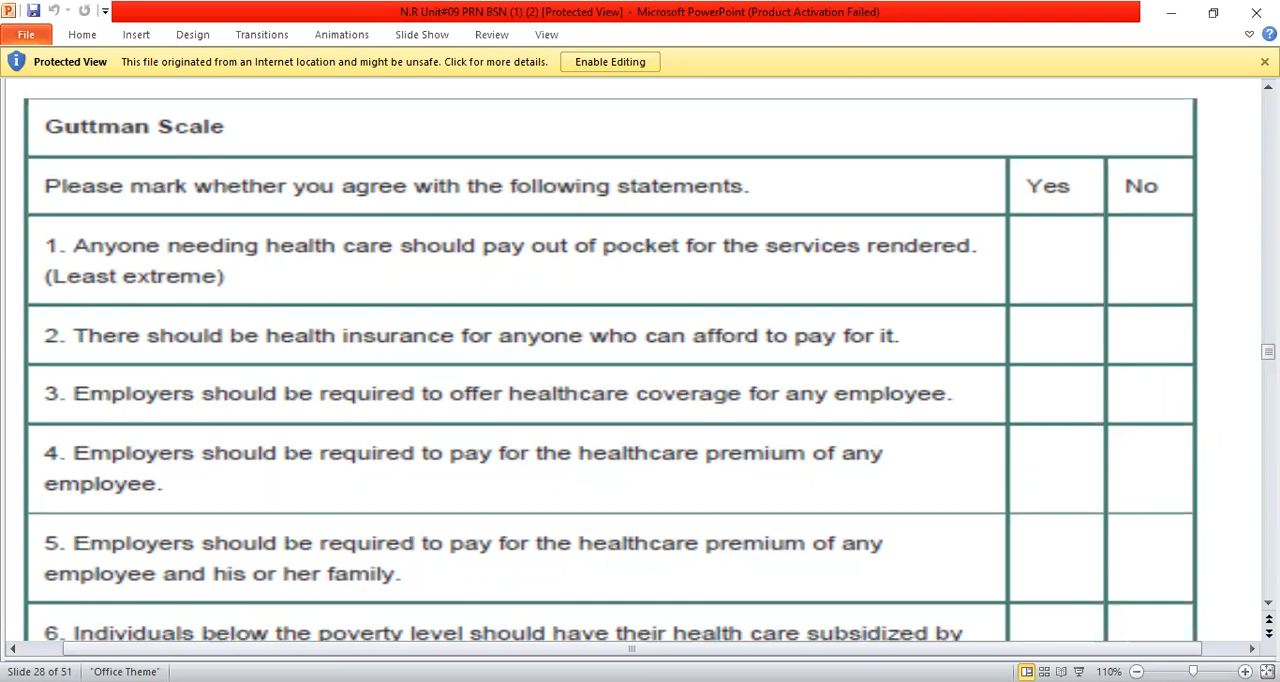 N.R Unit#09 PRN BSN (1) (2) [Protected View] - Microsoft PowerPoint (Product Activation Failed)
File Home Insert Design Transitions Animations Slide Show Review View
Protected View This file originated from an Internet location and might be unsafe. Click for more details. Enable Editing
Guttman Scale
Please mark whether you agree with the following statements. Yes No
1. Anyone needing health care should pay out of pocket for the services rendered.
(Least extreme)
2. There should be health insurance for anyone who can afford to pay for it.
3. Employers should be required to offer healthcare coverage for any employee.
4. Employers should be required to pay for the healthcare premium of any
employee.
5. Employers should be required to pay for the healthcare premium of any
employee and his or her family.
6. Individuals below the poverty level should have their health care subsidized by
Slide 28 of 51 "Office Theme" 110%